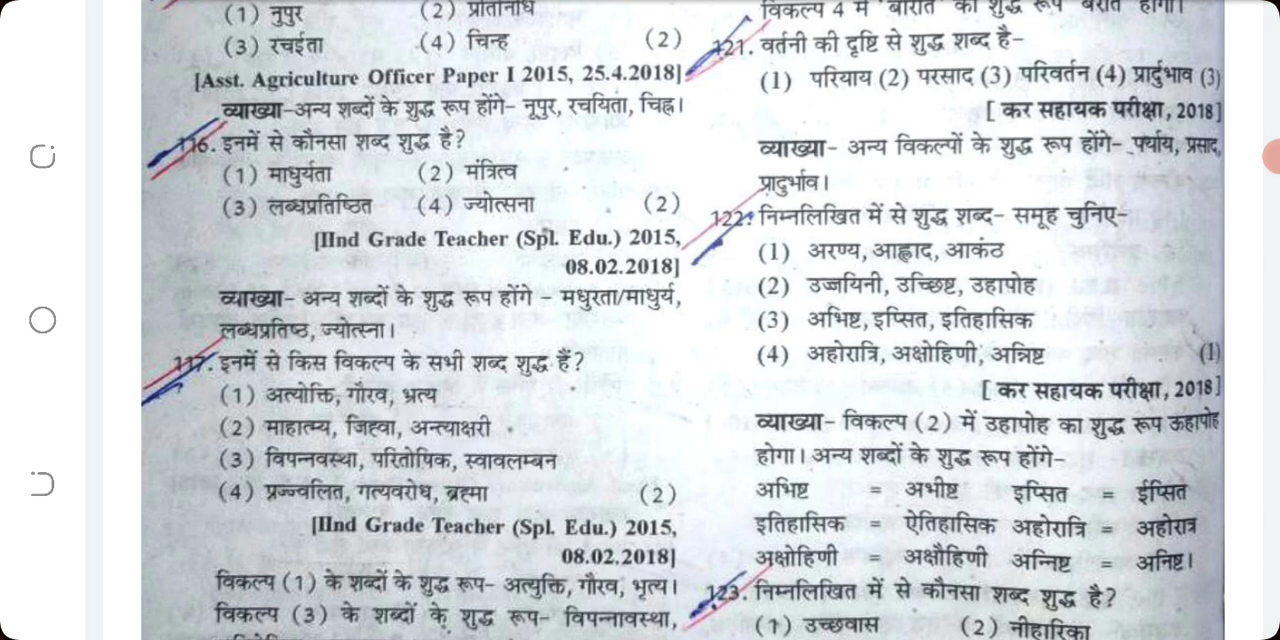 (1) नुपुर (2) प्रतिनिधि
(3) रचईता (4) चिन्ह (2)
[Asst. Agriculture Officer Paper I 2015, 25.4.2018]
व्याख्या-अन्य शब्दों के शुद्ध रूप होंगे- नूपुर, रचयिता, चिह्न।
116. इनमें से कौनसा शब्द शुद्ध है?
(1) माधुर्यता (2) मंत्रित्व
(3) लब्धप्रतिष्ठित (4) ज्योत्सना (2)
[IInd Grade Teacher (Spl. Edu.) 2015,
08.02.2018]
व्याख्या- अन्य शब्दों के शुद्ध रूप होंगे - मधुरता/माधुर्य,
लब्धप्रतिष्ठ, ज्योत्स्ना।
117. इनमें से किस विकल्प के सभी शब्द शुद्ध हैं?
(1) अत्योक्ति, गौरव, भ्रत्य
(2) माहात्म्य, जिह्वा, अन्त्याक्षरी
(3) विपन्नवस्था, परितोषिक, स्वावलम्बन
(4) प्रज्ज्वलित, गत्यवरोध, ब्रह्मा (2)
[IInd Grade Teacher (Spl. Edu.) 2015,
08.02.2018]
विकल्प (1) के शब्दों के शुद्ध रूप- अत्युक्ति, गौरव, भृत्य।
विकल्प (3) के शब्दों के शुद्ध रूप- विपन्नावस्था,
विकल्प 4 में बारात का शुद्ध रूप बरात होगा।
121. वर्तनी की दृष्टि से शुद्ध शब्द है-
(1) परियाय (2) परसाद (3) परिवर्तन (4) प्रार्दुभाव (3)
[ कर सहायक परीक्षा, 2018]
व्याख्या- अन्य विकल्पों के शुद्ध रूप होंगे- पर्याय, प्रसाद,
प्रादुर्भाव।
122. निम्नलिखित में से शुद्ध शब्द- समूह चुनिए-
(1) अरण्य, आह्लाद, आकंठ
(2) उज्जयिनी, उच्छिष्ट, उहापोह
(3) अभिष्ट, इप्सित, इतिहासिक
(4) अहोरात्रि, अक्षोहिणी, अन्निष्ट (1)
[ कर सहायक परीक्षा, 2018]
व्याख्या- विकल्प (2) में उहापोह का शुद्ध रूप ऊहापोह
होगा। अन्य शब्दों के शुद्ध रूप होंगे-
अभिष्ट = अभीष्ट इप्सित = ईप्सित
इतिहासिक = ऐतिहासिक अहोरात्रि = अहोरात्र
अक्षोहिणी = अक्षौहिणी अन्निष्ट = अनिष्ट।
123. निम्नलिखित में से कौनसा शब्द शुद्ध है?
(1) उच्छवास (2) नीहारिका